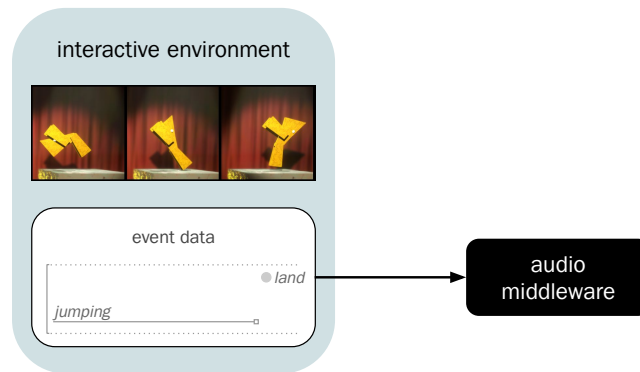 interactive environment
event data
land
jumping
audio
middleware